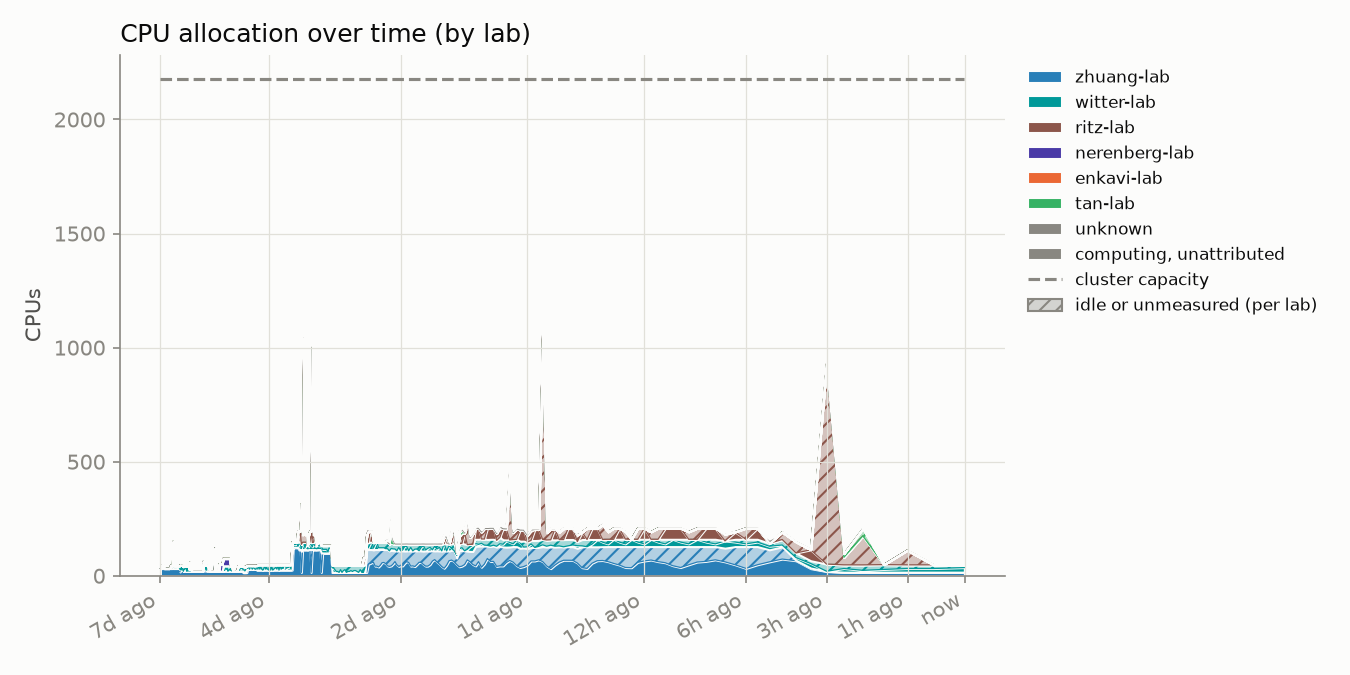 CPU allocation over time (by lab)
CPUs
2000
1500
1000
500
0
7d ago
4d ago
2d ago
1d ago
12h ago
6h ago
3h ago
1h ago
now
zhuang-lab
witter-lab
ritz-lab
nerenberg-lab
enkavi-lab
tan-lab
unknown
computing, unattributed
cluster capacity
idle or unmeasured (per lab)